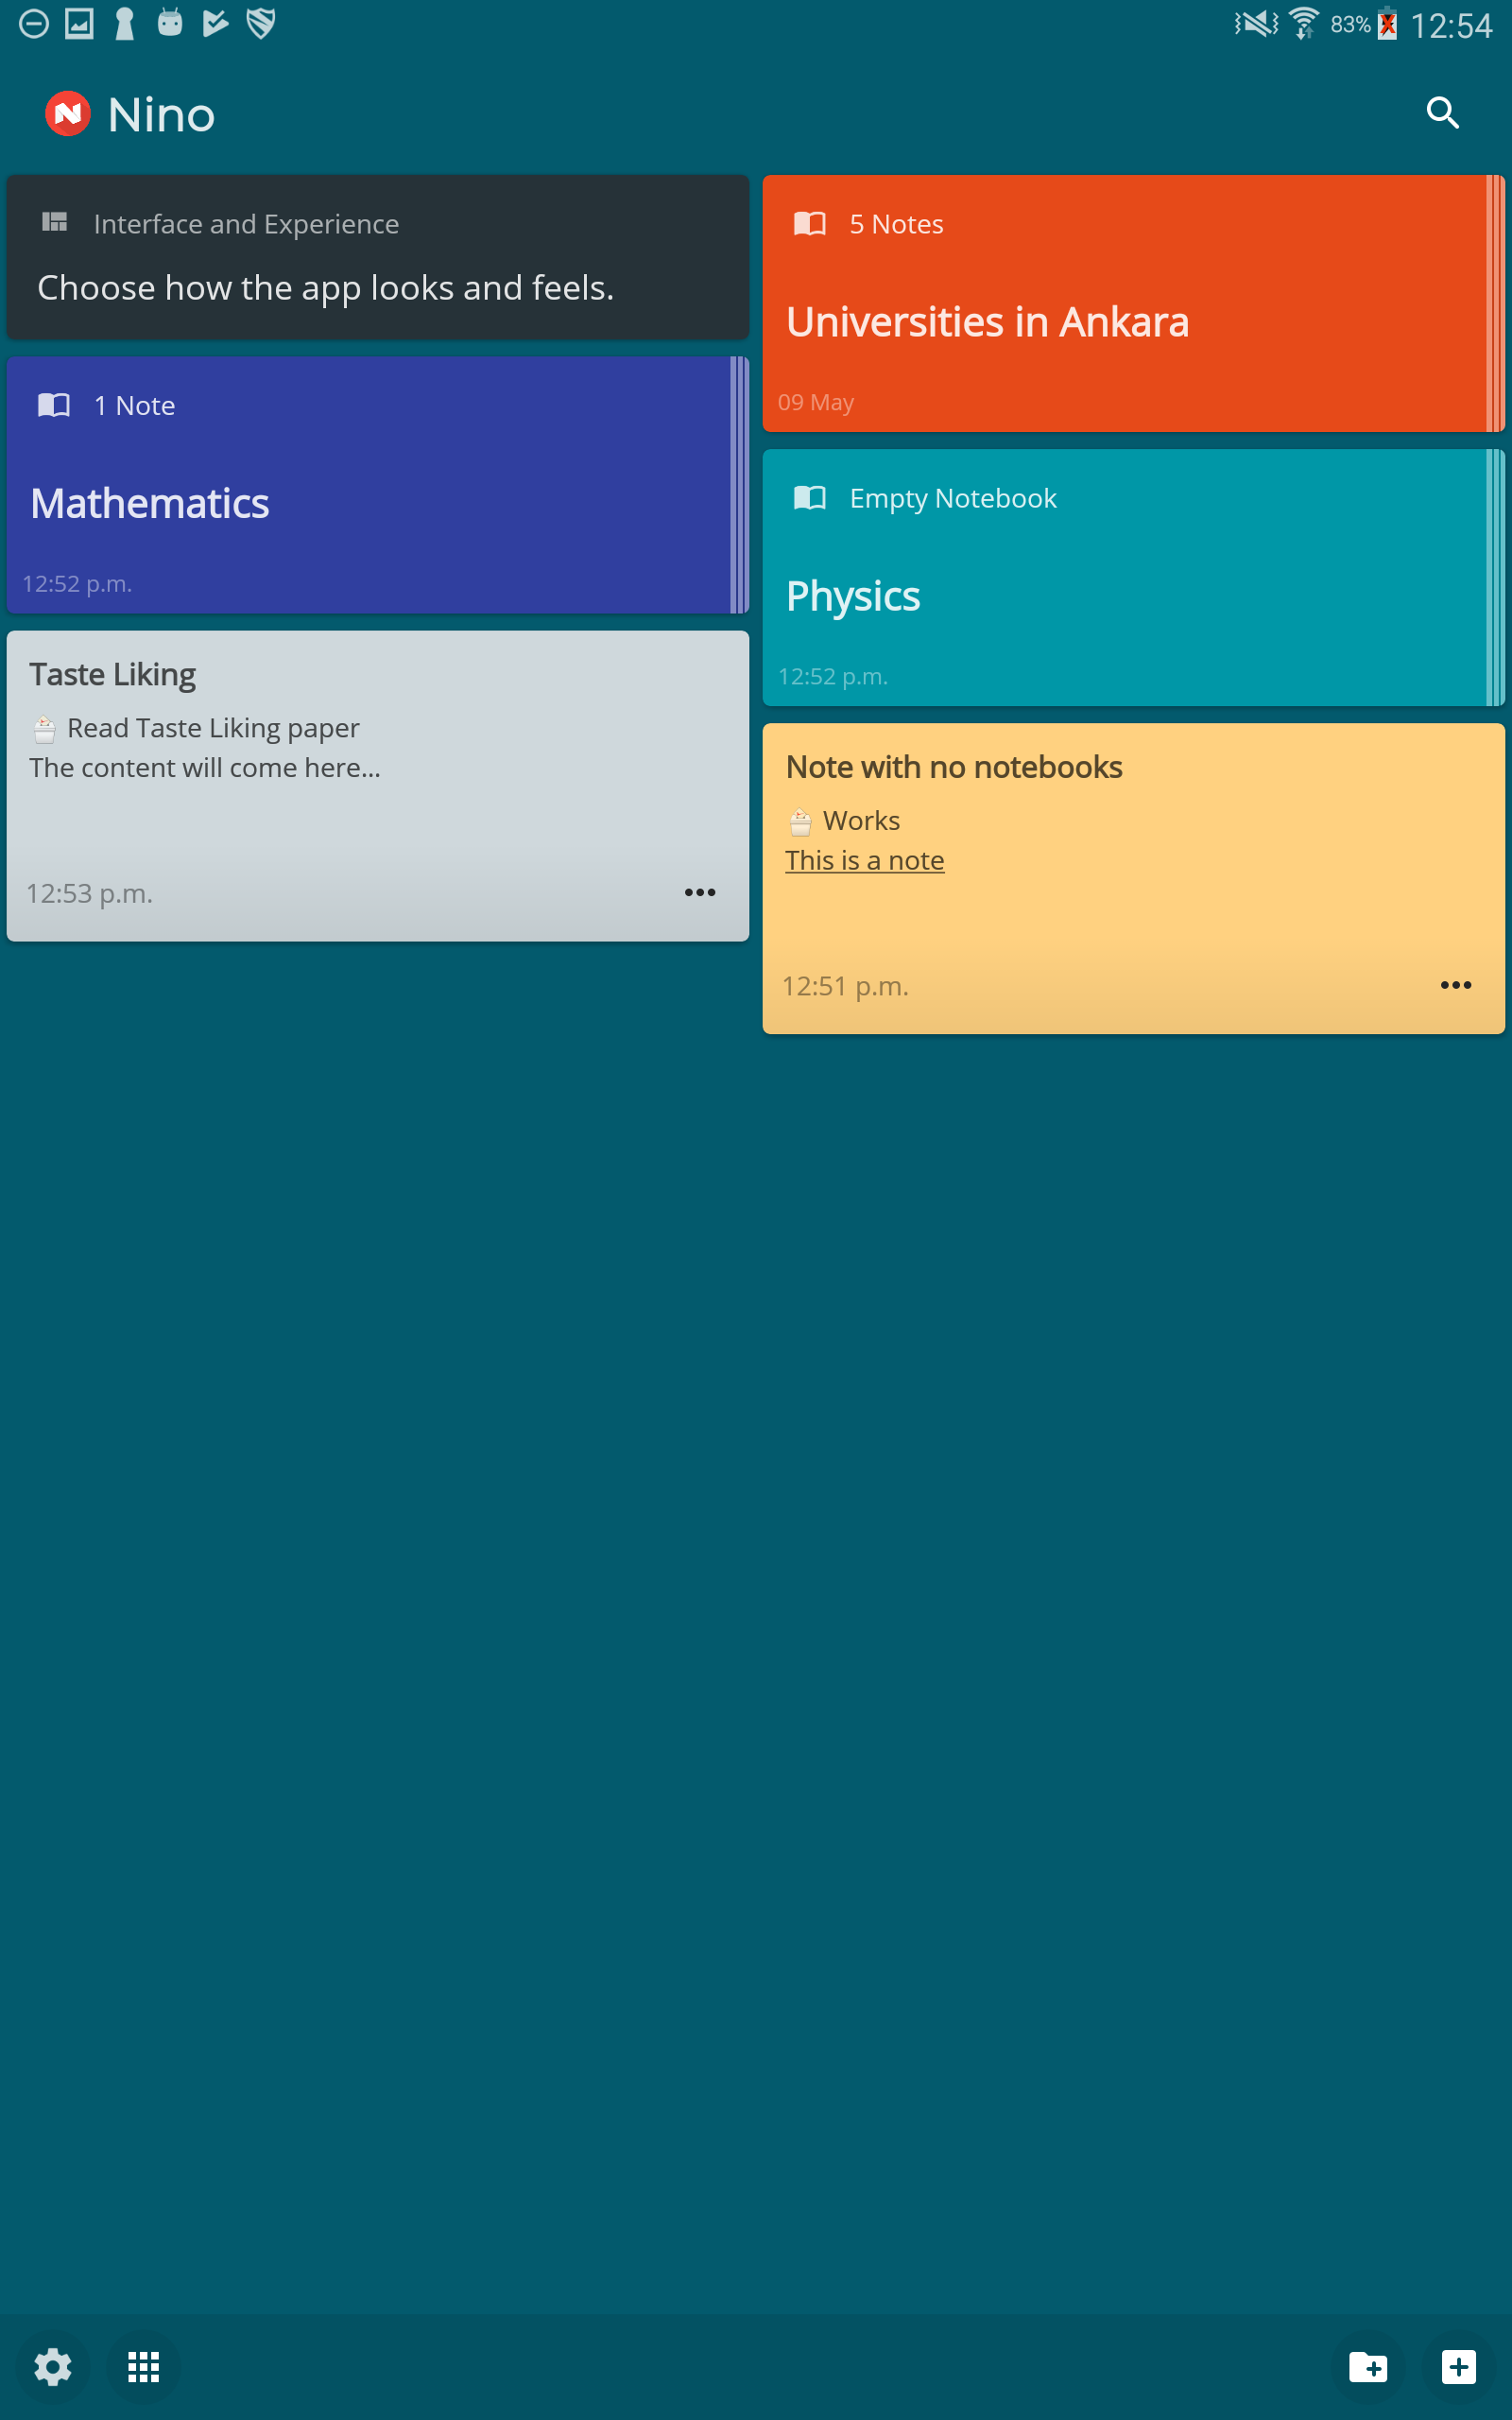 83% 12:54
Nino
Interface and Experience
Choose how the app looks and feels.
1 Note
Mathematics
12:52 p.m.
Taste Liking
Read Taste Liking paper
The content will come here...
12:53 p.m.
5 Notes
Universities in Ankara
09 May
Empty Notebook
Physics
12:52 p.m.
Note with no notebooks
Works
This is a note
12:51 p.m.